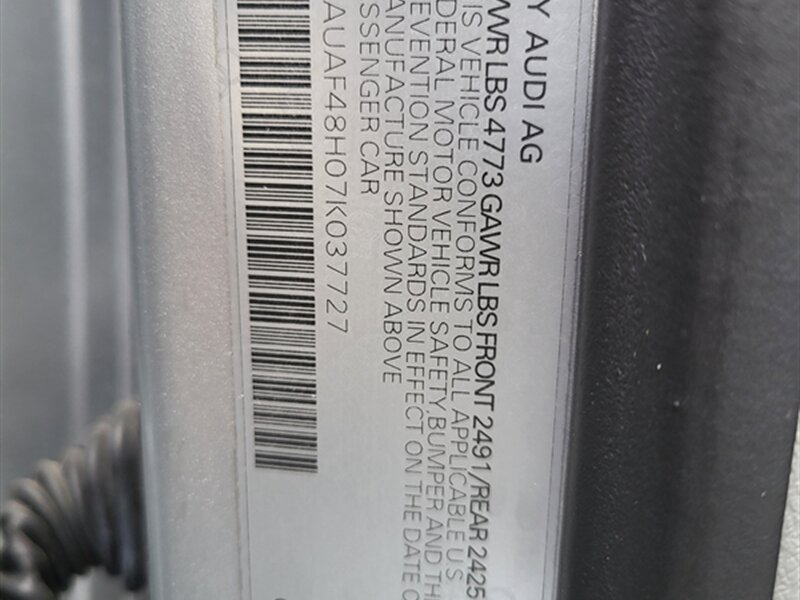 Y AUDI AG
VWR LBS 4773 GAWR LBS FRONT 2491/REAR 2425
IS VEHICLE CONFORMS TO ALL APPLICABLE U S
DERAL MOTOR VEHICLE SAFETY,BUMPER AND TH
EVENTION STANDARDS IN EFFECT ON THE DATE O
ANUFACTURE SHOWN ABOVE
SSENGER CAR
AUAF48H07K037727